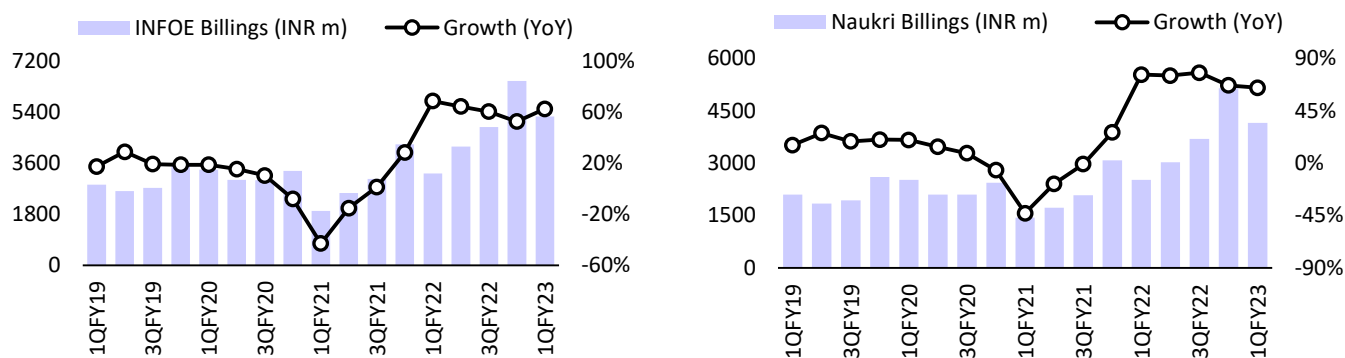 INFOE Billings (INR m) Growth (YoY)
7200 100%
5400 60%
3600 20%
1800 -20%
0 -60%
1QFY19 3QFY19 1QFY20 3QFY20 1QFY21 3QFY21 1QFY22 3QFY22 1QFY23
Naukri Billings (INR m) Growth (YoY)
6000 90%
4500 45%
3000 0%
1500 -45%
0 -90%
1QFY19 3QFY19 1QFY20 3QFY20 1QFY21 3QFY21 1QFY22 3QFY22 1QFY23